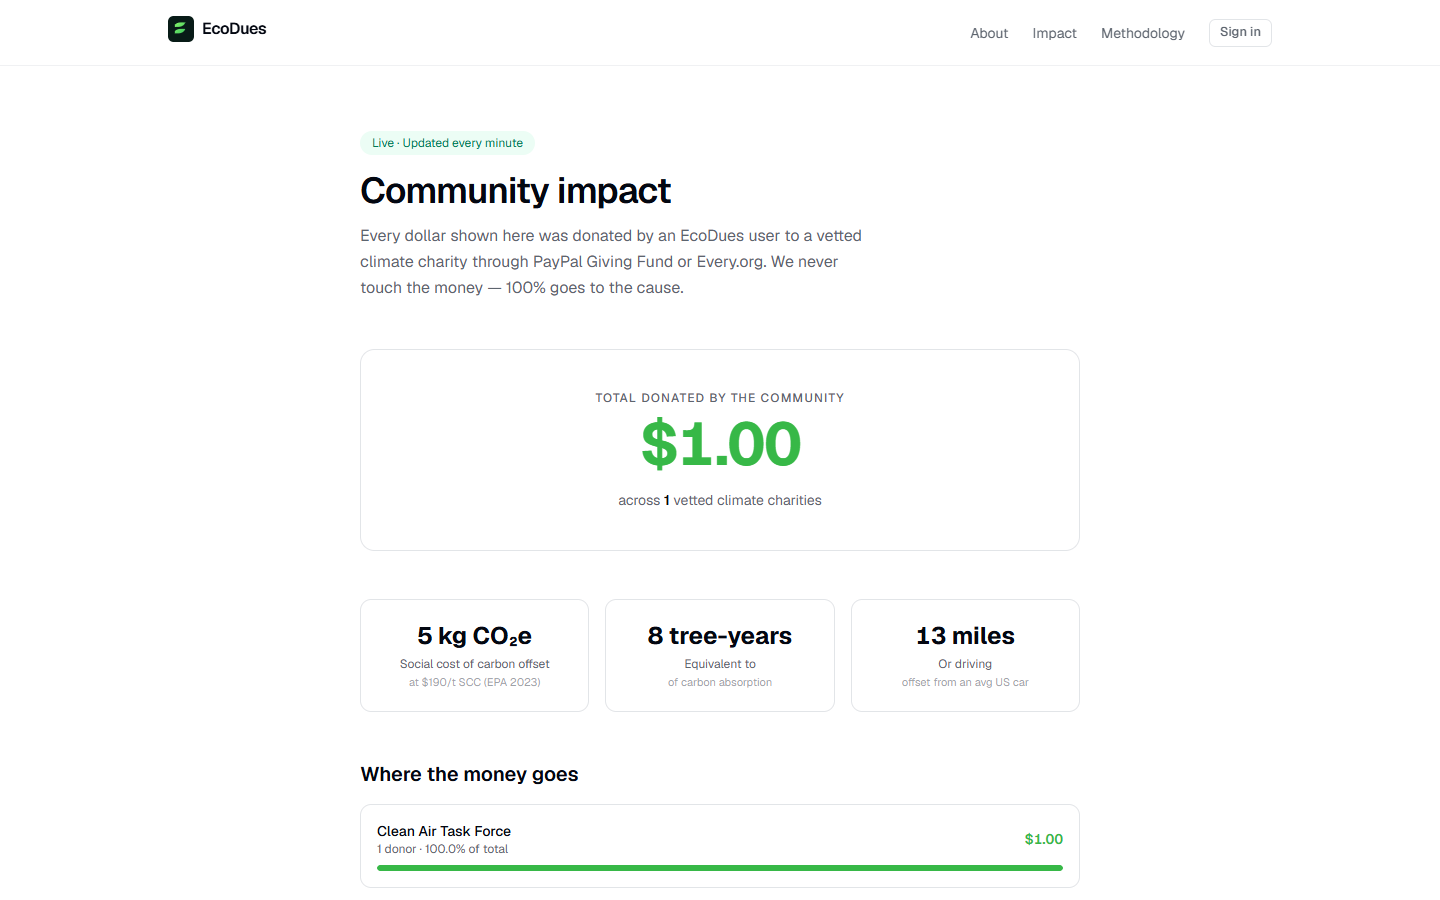 EcoDues
About
Impact
Methodology
Sign in
Live · Updated every minute
Community impact
Every dollar shown here was donated by an EcoDues user to a vetted
climate charity through PayPal Giving Fund or Every.org. We never
touch the money — 100% goes to the cause.
TOTAL DONATED BY THE COMMUNITY
$1.00
across 1 vetted climate charities
5 kg CO₂e
Social cost of carbon offset
at $190/t SCC (EPA 2023)
8 tree-years
Equivalent to
of carbon absorption
13 miles
Or driving
offset from an avg US car
Where the money goes
Clean Air Task Force
1 donor · 100.0% of total
$1.00